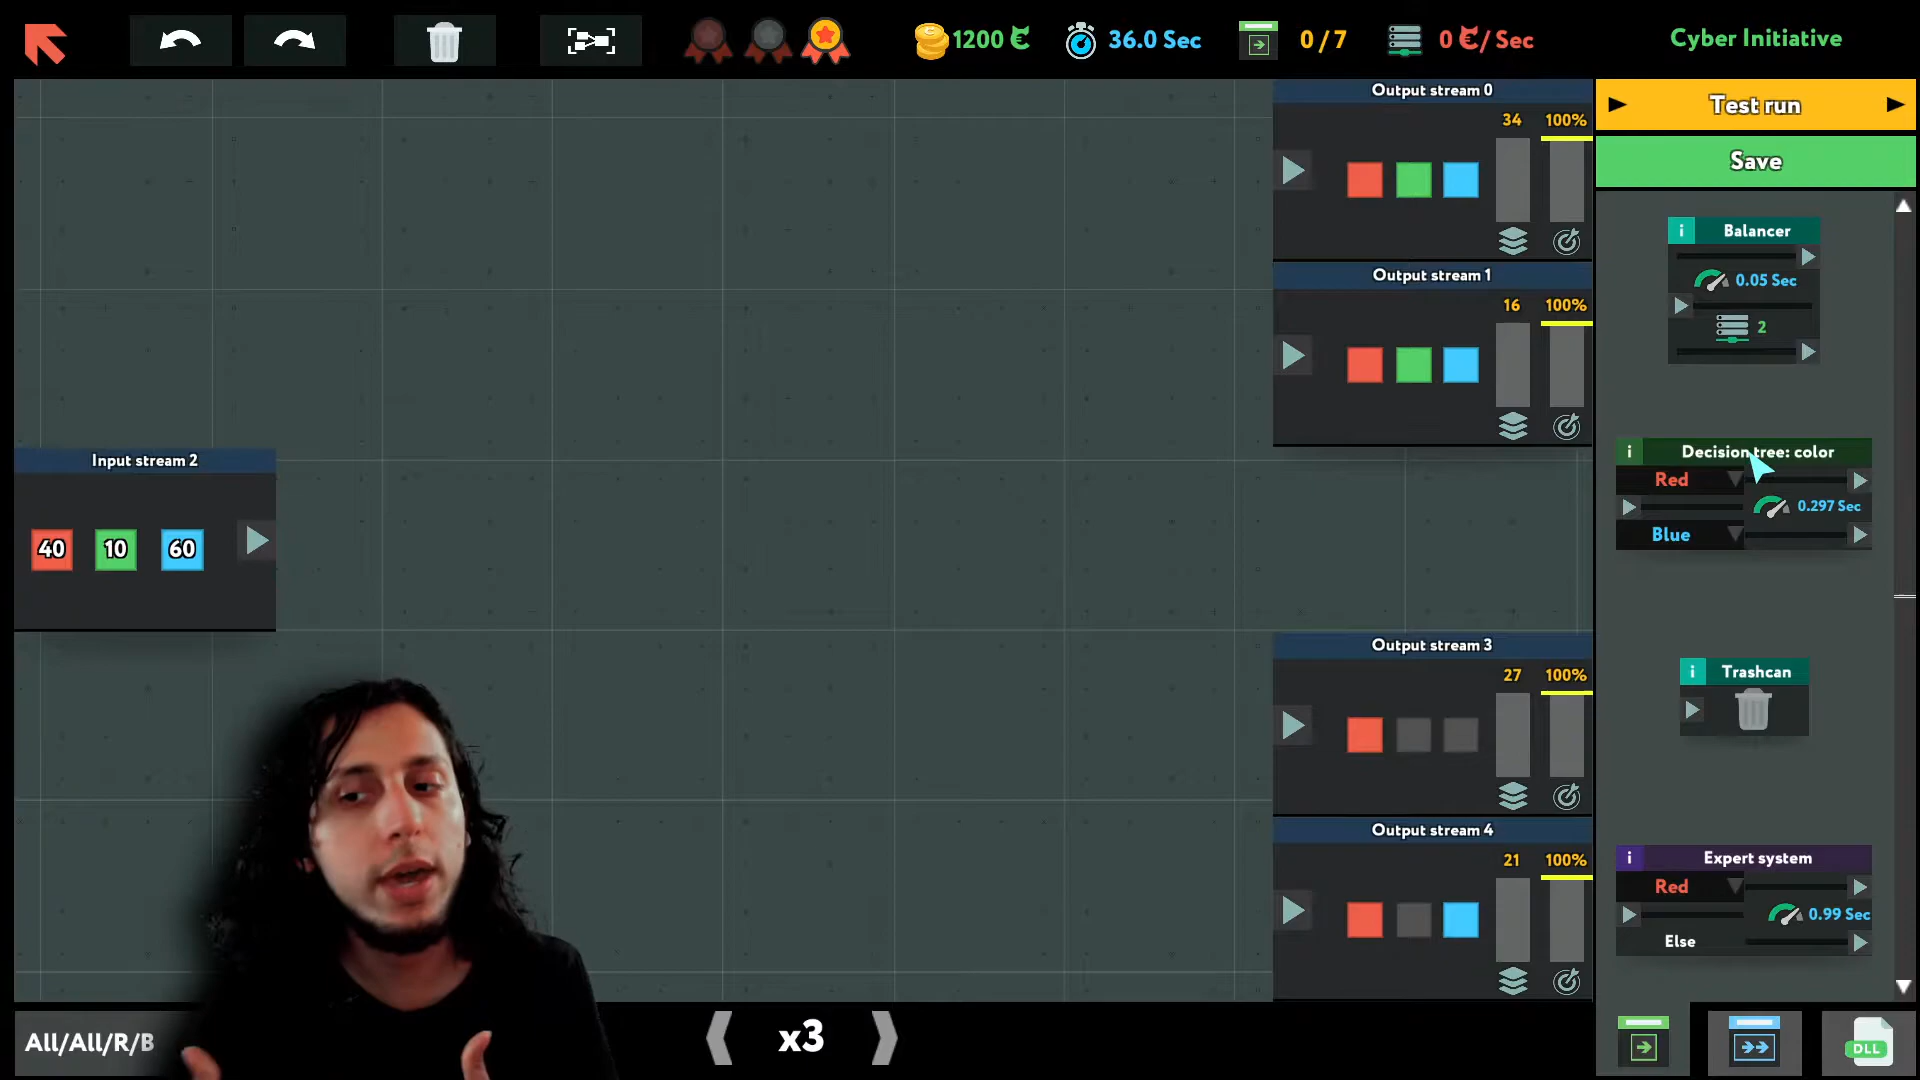 1200 €
36.0 Sec
0/7
0 €/ Sec
Cyber Initiative
Test run
Save
Output stream 0
34
100%
Output stream 1
16
100%
Input stream 2
40
10
60
Output stream 3
27
100%
Output stream 4
21
100%
i
Balancer
0.05 Sec
2
i
Decision tree: color
Red
0.297 Sec
Blue
i
Trashcan
i
Expert system
Red
0.99 Sec
Else
All/All/R/B
x3
DLL